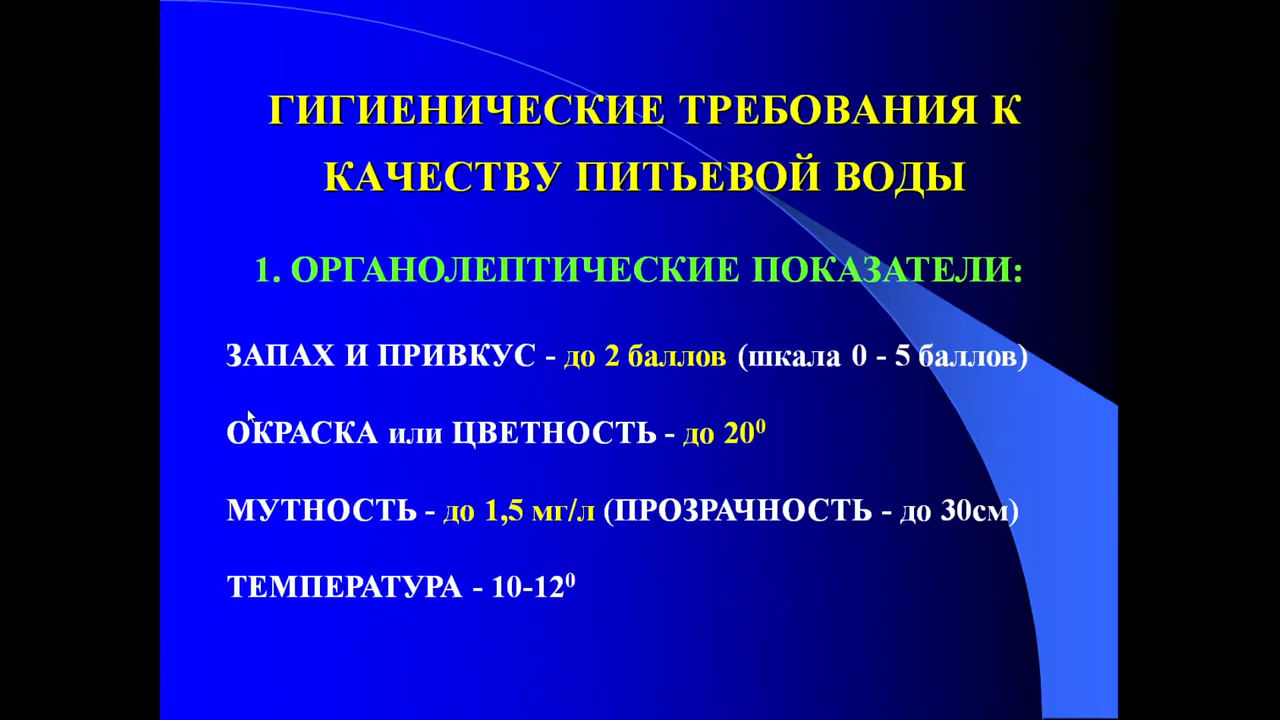 ГИГИЕНИЧЕСКИЕ ТРЕБОВАНИЯ К
КАЧЕСТВУ ПИТЬЕВОЙ ВОДЫ
1. ОРГАНОЛЕПТИЧЕСКИЕ ПОКАЗАТЕЛИ:
ЗАПАХ И ПРИВКУС - до 2 баллов (шкала 0 - 5 баллов)
ОКРАСКА или ЦВЕТНОСТЬ - до 20⁰
МУТНОСТЬ - до 1,5 мг/л (ПРОЗРАЧНОСТЬ - до 30см)
ТЕМПЕРАТУРА - 10-12⁰